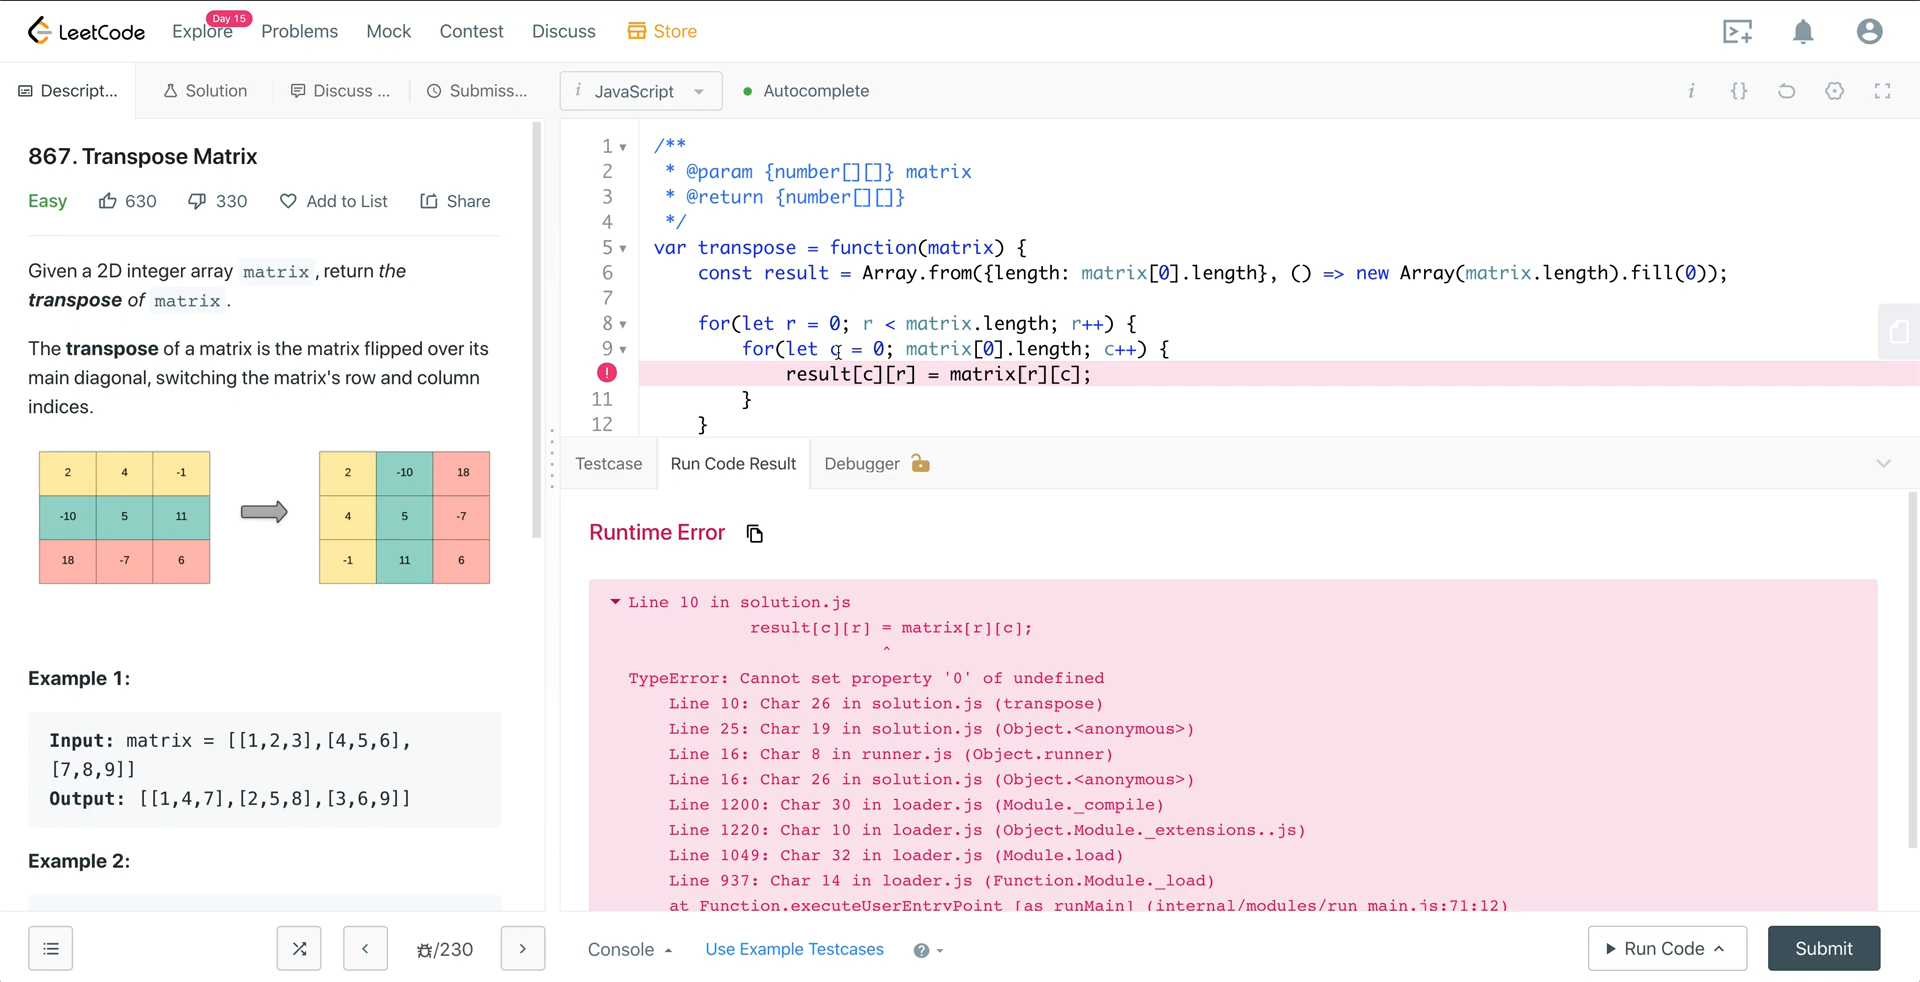 LeetCode
Explore
Day 15
Problems
Mock
Contest
Discuss
Store
Descript...
Solution
Discuss ...
Submiss...
i JavaScript
Autocomplete
i {}
867. Transpose Matrix
Easy 630 330 Add to List Share
Given a 2D integer array matrix, return the
transpose of matrix.
The transpose of a matrix is the matrix flipped over its
main diagonal, switching the matrix's row and column
indices.
2 4 -1
-10 5 11
18 -7 6
2 -10 18
4 5 -7
-1 11 6
Example 1:
Input: matrix = [[1,2,3],[4,5,6],
[7,8,9]]
Output: [[1,4,7],[2,5,8],[3,6,9]]
Example 2:
/230
1 /**
2 * @param {number[][]} matrix
3 * @return {number[][]}
4 */
5 var transpose = function(matrix) {
6 const result = Array.from({length: matrix[0].length}, () => new Array(matrix.length).fill(0));
7
8 for(let r = 0; r < matrix.length; r++) {
9 for(let c = 0; matrix[0].length; c++) {
! result[c][r] = matrix[r][c];
11 }
12 }
Testcase
Run Code Result
Debugger
Runtime Error
Line 10 in solution.js
result[c][r] = matrix[r][c];
^
TypeError: Cannot set property '0' of undefined
Line 10: Char 26 in solution.js (transpose)
Line 25: Char 19 in solution.js (Object.<anonymous>)
Line 16: Char 8 in runner.js (Object.runner)
Line 16: Char 26 in solution.js (Object.<anonymous>)
Line 1200: Char 30 in loader.js (Module._compile)
Line 1220: Char 10 in loader.js (Object.Module._extensions..js)
Line 1049: Char 32 in loader.js (Module.load)
Line 937: Char 14 in loader.js (Function.Module._load)
at Function.executeUserEntryPoint [as runMain] (internal/modules/run_main.js:71:12)
Console
Use Example Testcases
?
Run Code
Submit